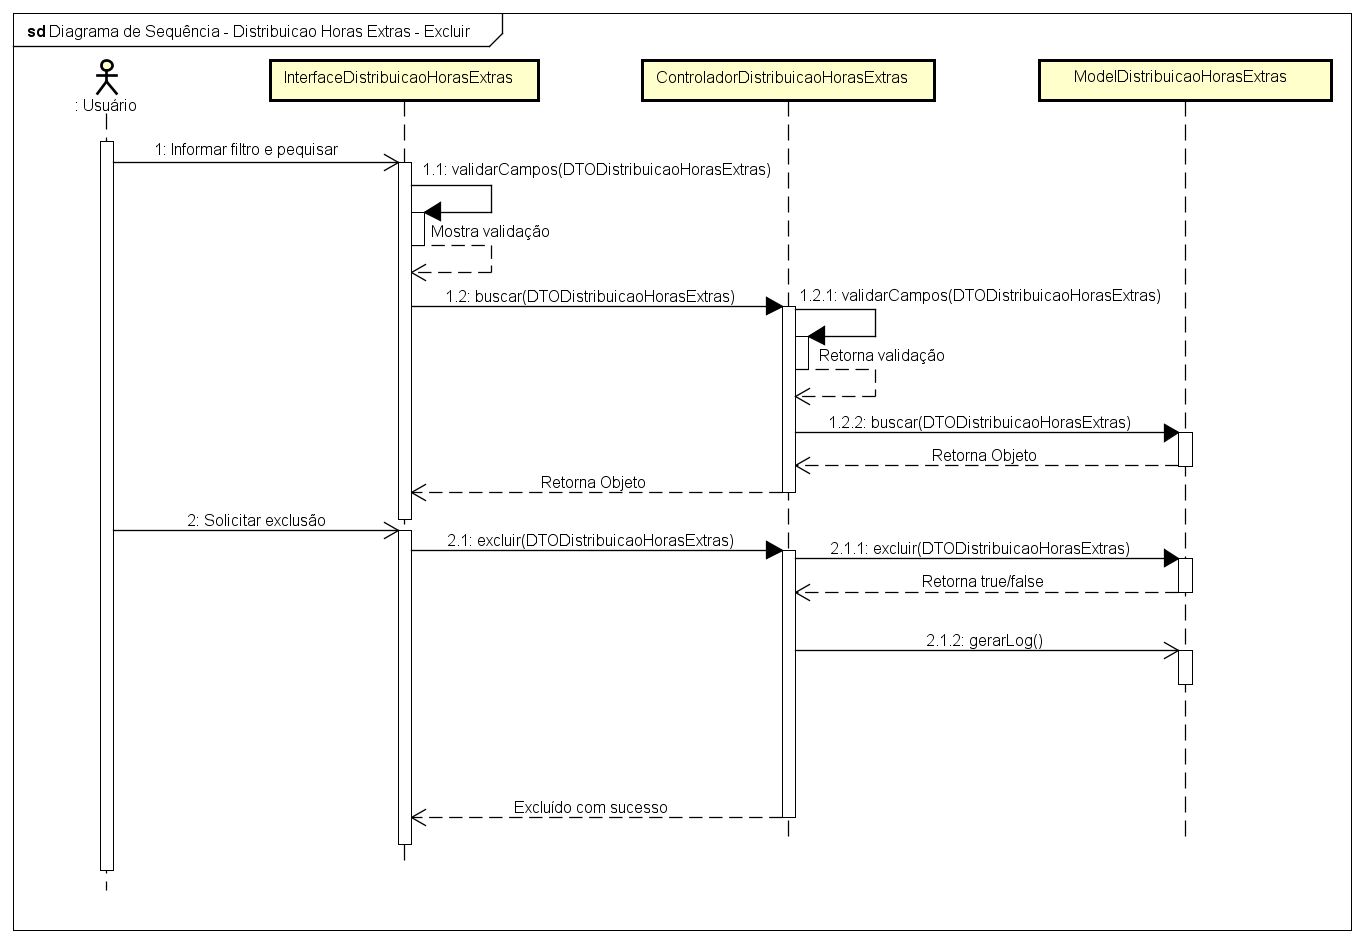 sd Diagrama de Sequência - Distribuicao Horas Extras - Excluir
: Usuário
InterfaceDistribuicaoHorasExtras
ControladorDistribuicaoHorasExtras
ModelDistribuicaoHorasExtras
1: Informar filtro e pequisar
1.1: validarCampos(DTODistribuicaoHorasExtras)
Mostra validação
1.2: buscar(DTODistribuicaoHorasExtras)
1.2.1: validarCampos(DTODistribuicaoHorasExtras)
Retorna validação
1.2.2: buscar(DTODistribuicaoHorasExtras)
Retorna Objeto
Retorna Objeto
2: Solicitar exclusão
2.1: excluir(DTODistribuicaoHorasExtras)
2.1.1: excluir(DTODistribuicaoHorasExtras)
Retorna true/false
2.1.2: gerarLog()
Excluído com sucesso